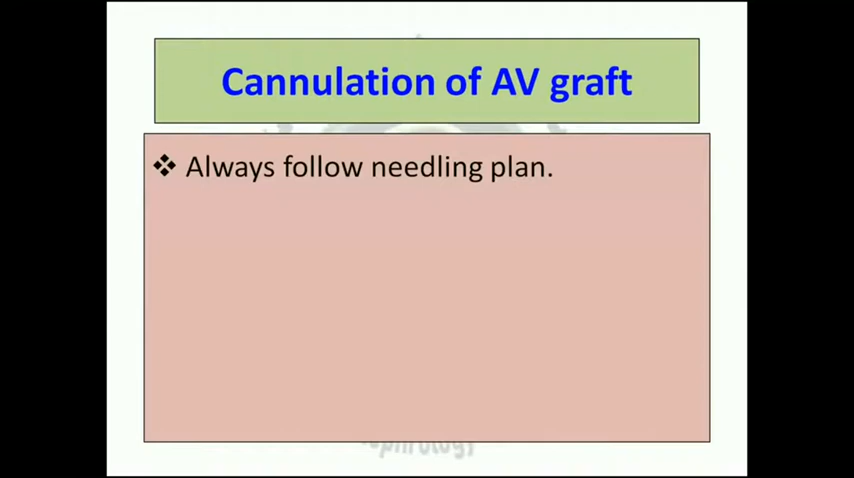 Cannulation of AV graft
❖ Always follow needling plan.